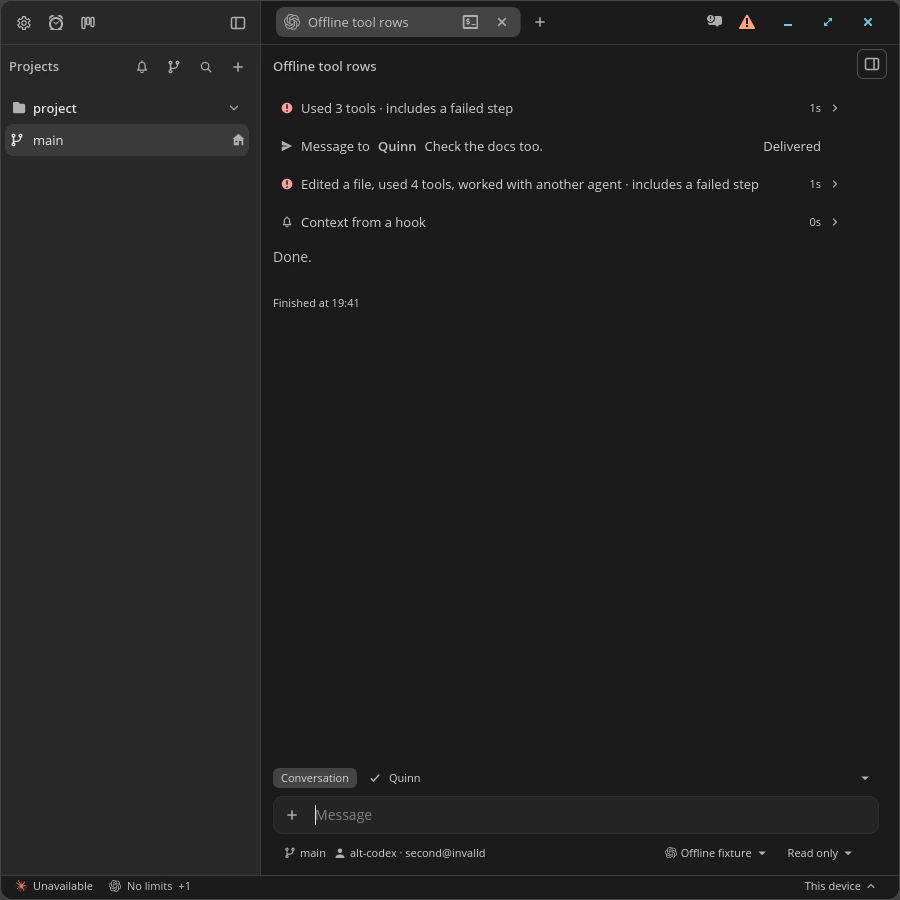 Offline tool rows
Projects
Offline tool rows
project
main
Used 3 tools · includes a failed step 1s
Message to Quinn Check the docs too. Delivered
Edited a file, used 4 tools, worked with another agent · includes a failed step 1s
Context from a hook 0s
Done.
Finished at 19:41
Conversation Quinn
Message
main alt-codex · second@invalid Offline fixture Read only
Unavailable No limits +1 This device